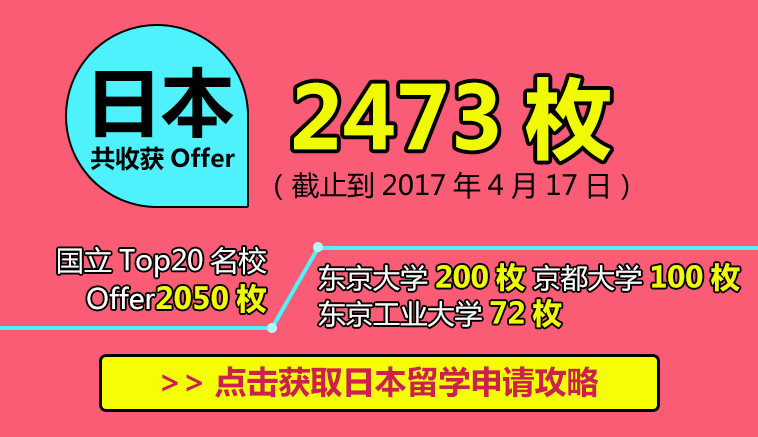 日本
共收获 Offer
2473 枚
（截止到 2017 年 4 月 17 日）
国立 Top20 名校
Offer2050 枚
东京大学 200 枚 京都大学 100 枚
东京工业大学 72 枚
>> 点击获取日本留学申请攻略